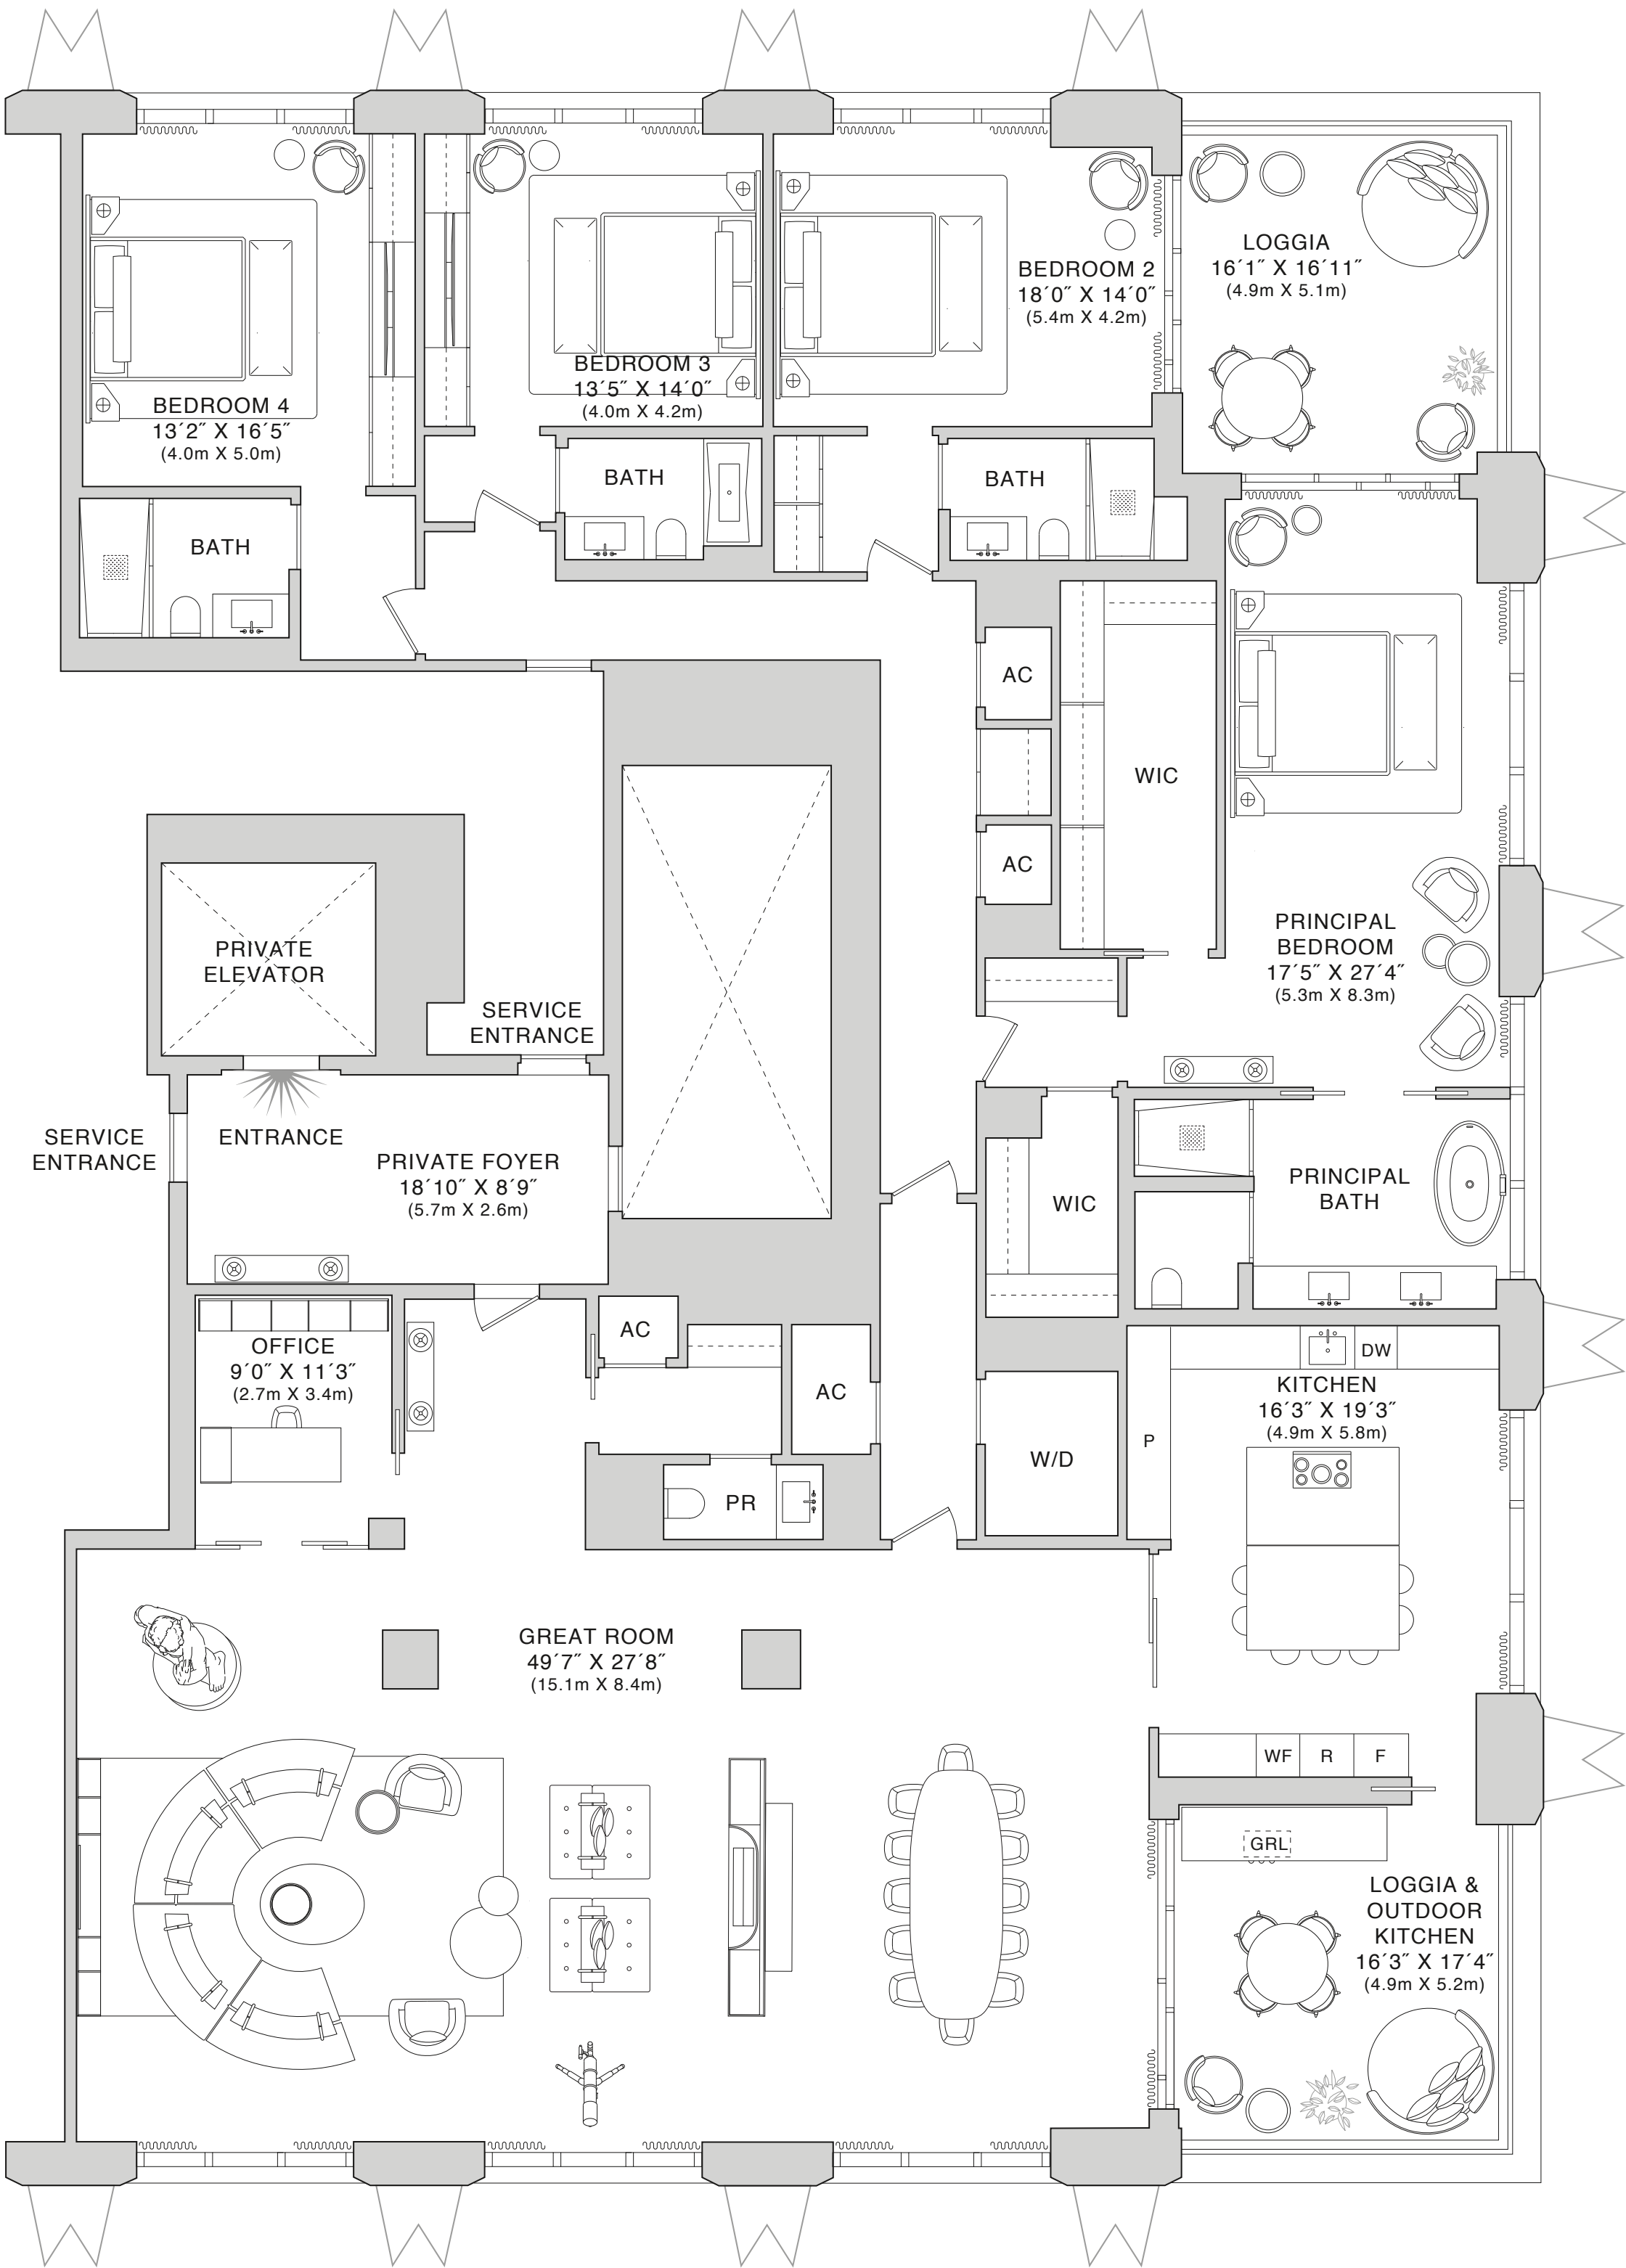 LOGGIA
16´1˝ X 16´11˝
(4.9m X 5.1m)
BEDROOM 2
18´0˝ X 14´0˝
(5.4m X 4.2m)
BEDROOM 3
13´5˝ X 14´0˝
(4.0m X 4.2m)
BEDROOM 4
13´2˝ X 16´5˝
(4.0m X 5.0m)
BATH
BATH
BATH
AC
WIC
AC
PRINCIPAL
BEDROOM
17´5˝ X 27´4˝
(5.3m X 8.3m)
PRIVATE
ELEVATOR
SERVICE
ENTRANCE
SERVICE
ENTRANCE
ENTRANCE
PRIVATE FOYER
18´10˝ X 8´9˝
(5.7m X 2.6m)
WIC
PRINCIPAL
BATH
OFFICE
9´0˝ X 11´3˝
(2.7m X 3.4m)
AC
AC
DW
KITCHEN
16´3˝ X 19´3˝
(4.9m X 5.8m)
P
W/D
PR
GREAT ROOM
49´7˝ X 27´8˝
(15.1m X 8.4m)
WF
R
F
GRL
LOGGIA &
OUTDOOR
KITCHEN
16´3˝ X 17´4˝
(4.9m X 5.2m)